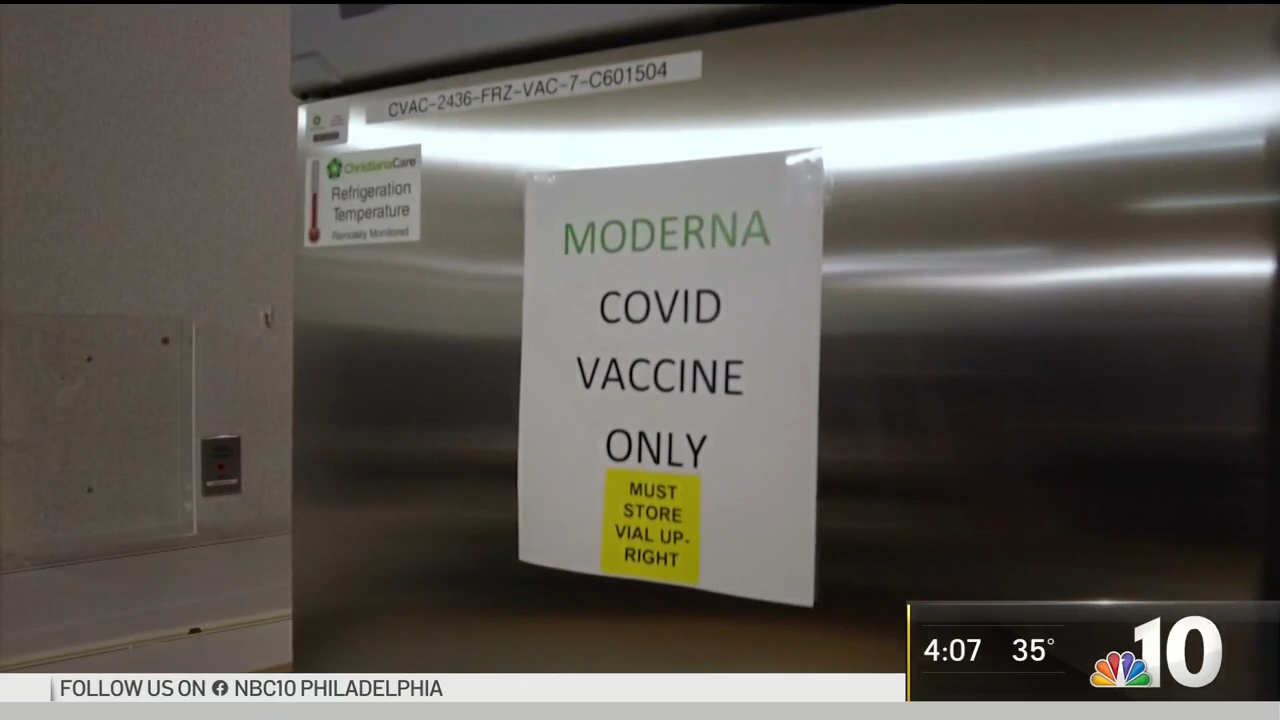 CVAC-2436-FRZ-VAC-7-C601504
ChristianaCare
Refrigeration
Temperature
Remotely Monitored
MODERNA
COVID
VACCINE
ONLY
MUST
STORE
VIAL UP-
RIGHT
4:07 35° 10
FOLLOW US ON NBC10 PHILADELPHIA